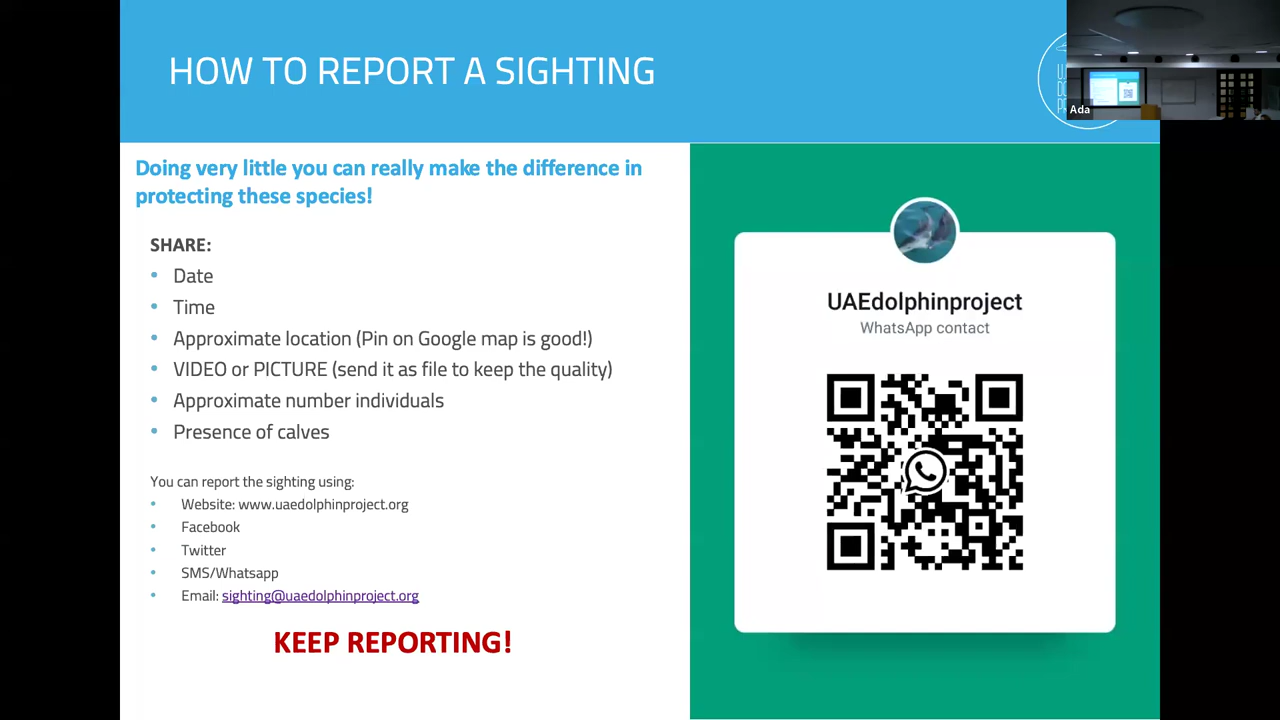 HOW TO REPORT A SIGHTING
Ada
Doing very little you can really make the difference in
protecting these species!
SHARE:
• Date
• Time
• Approximate location (Pin on Google map is good!)
• VIDEO or PICTURE (send it as file to keep the quality)
• Approximate number individuals
• Presence of calves
You can report the sighting using:
• Website: www.uaedolphinproject.org
• Facebook
• Twitter
• SMS/Whatsapp
• Email: sighting@uaedolphinproject.org
KEEP REPORTING!
UAEdolphinproject
WhatsApp contact